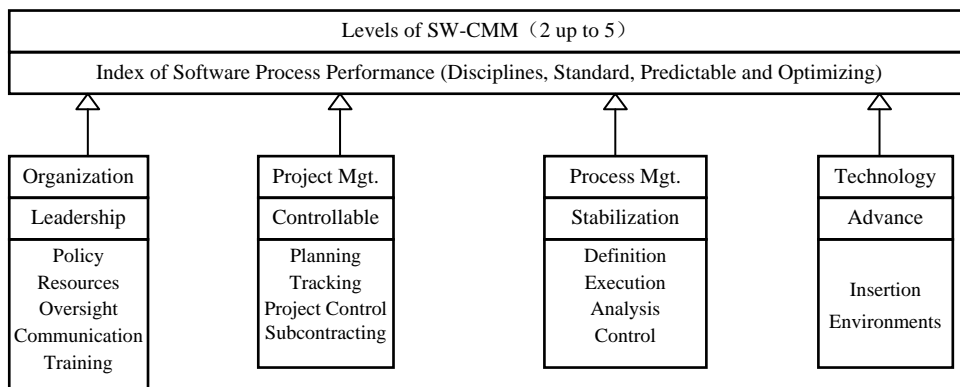 Levels of SW-CMM（2 up to 5）
Index of Software Process Performance (Disciplines, Standard, Predictable and Optimizing)
Organization
Leadership
Policy
Resources
Oversight
Communication
Training
Project Mgt.
Controllable
Planning
Tracking
Project Control
Subcontracting
Process Mgt.
Stabilization
Definition
Execution
Analysis
Control
Technology
Advance
Insertion
Environments